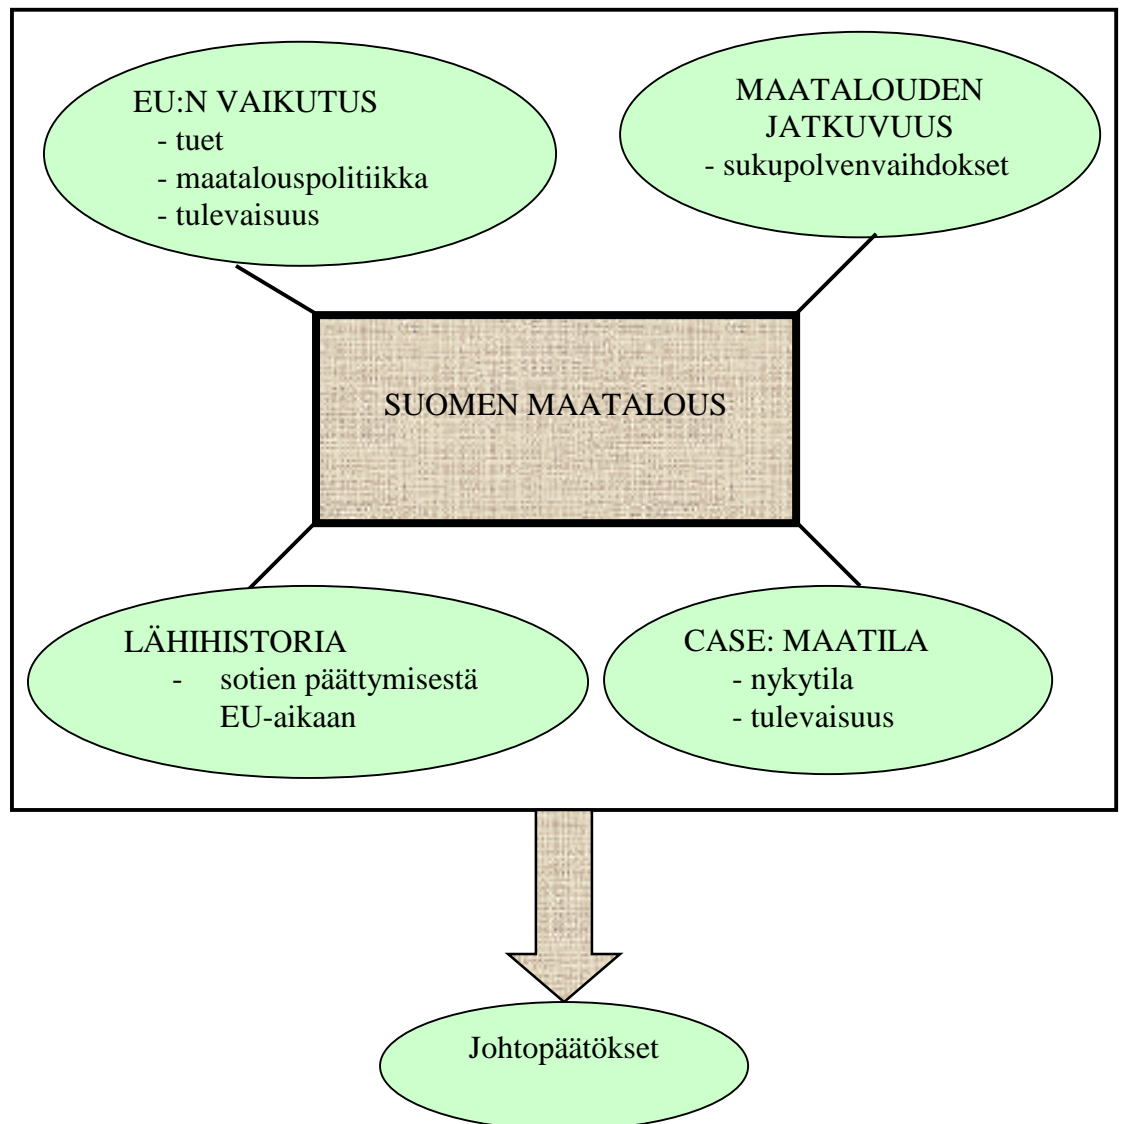 EU:N VAIKUTUS
- tuet
- maatalouspolitiikka
- tulevaisuus
MAATALOUDEN
JATKUVUUS
- sukupolvenvaihdokset
SUOMEN MAATALOUS
LÄHIHISTORIA
- sotien päättymisestä
EU-aikaan
CASE: MAATILA
- nykytila
- tulevaisuus
Johtopäätökset